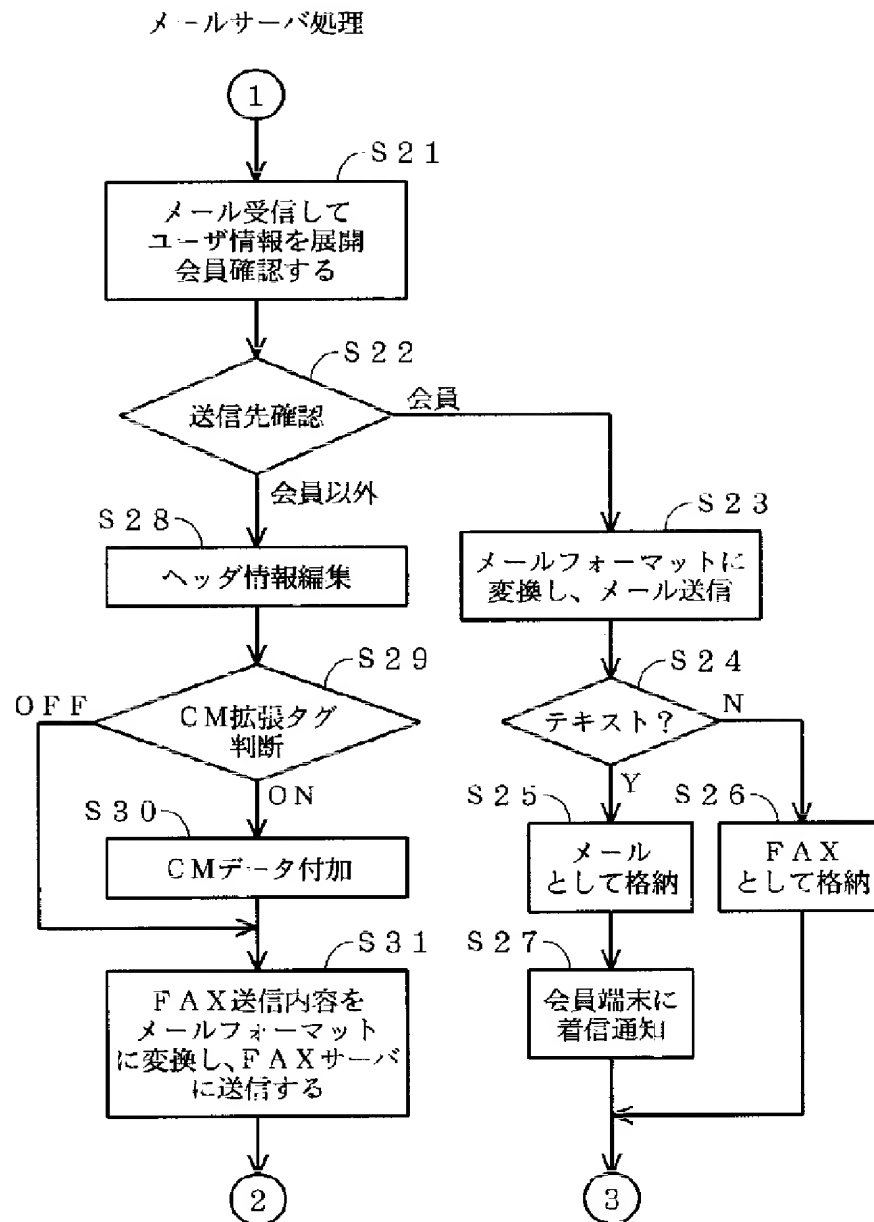 メールサーバ処理
1
S21
メール受信して
ユーザ情報を展開
会員確認する
S22
送信先確認
会員
会員以外
S28
ヘッダ情報編集
S23
メールフォーマットに
変換し、メール送信
S29
OFF
CM拡張タグ
判断
ON
S24
テキスト?
N
Y
S30
CMデータ付加
S25
メール
として格納
S26
FAX
として格納
S31
FAX送信内容を
メールフォーマット
に変換し、FAXサーバ
に送信する
S27
会員端末に
着信通知
2
3